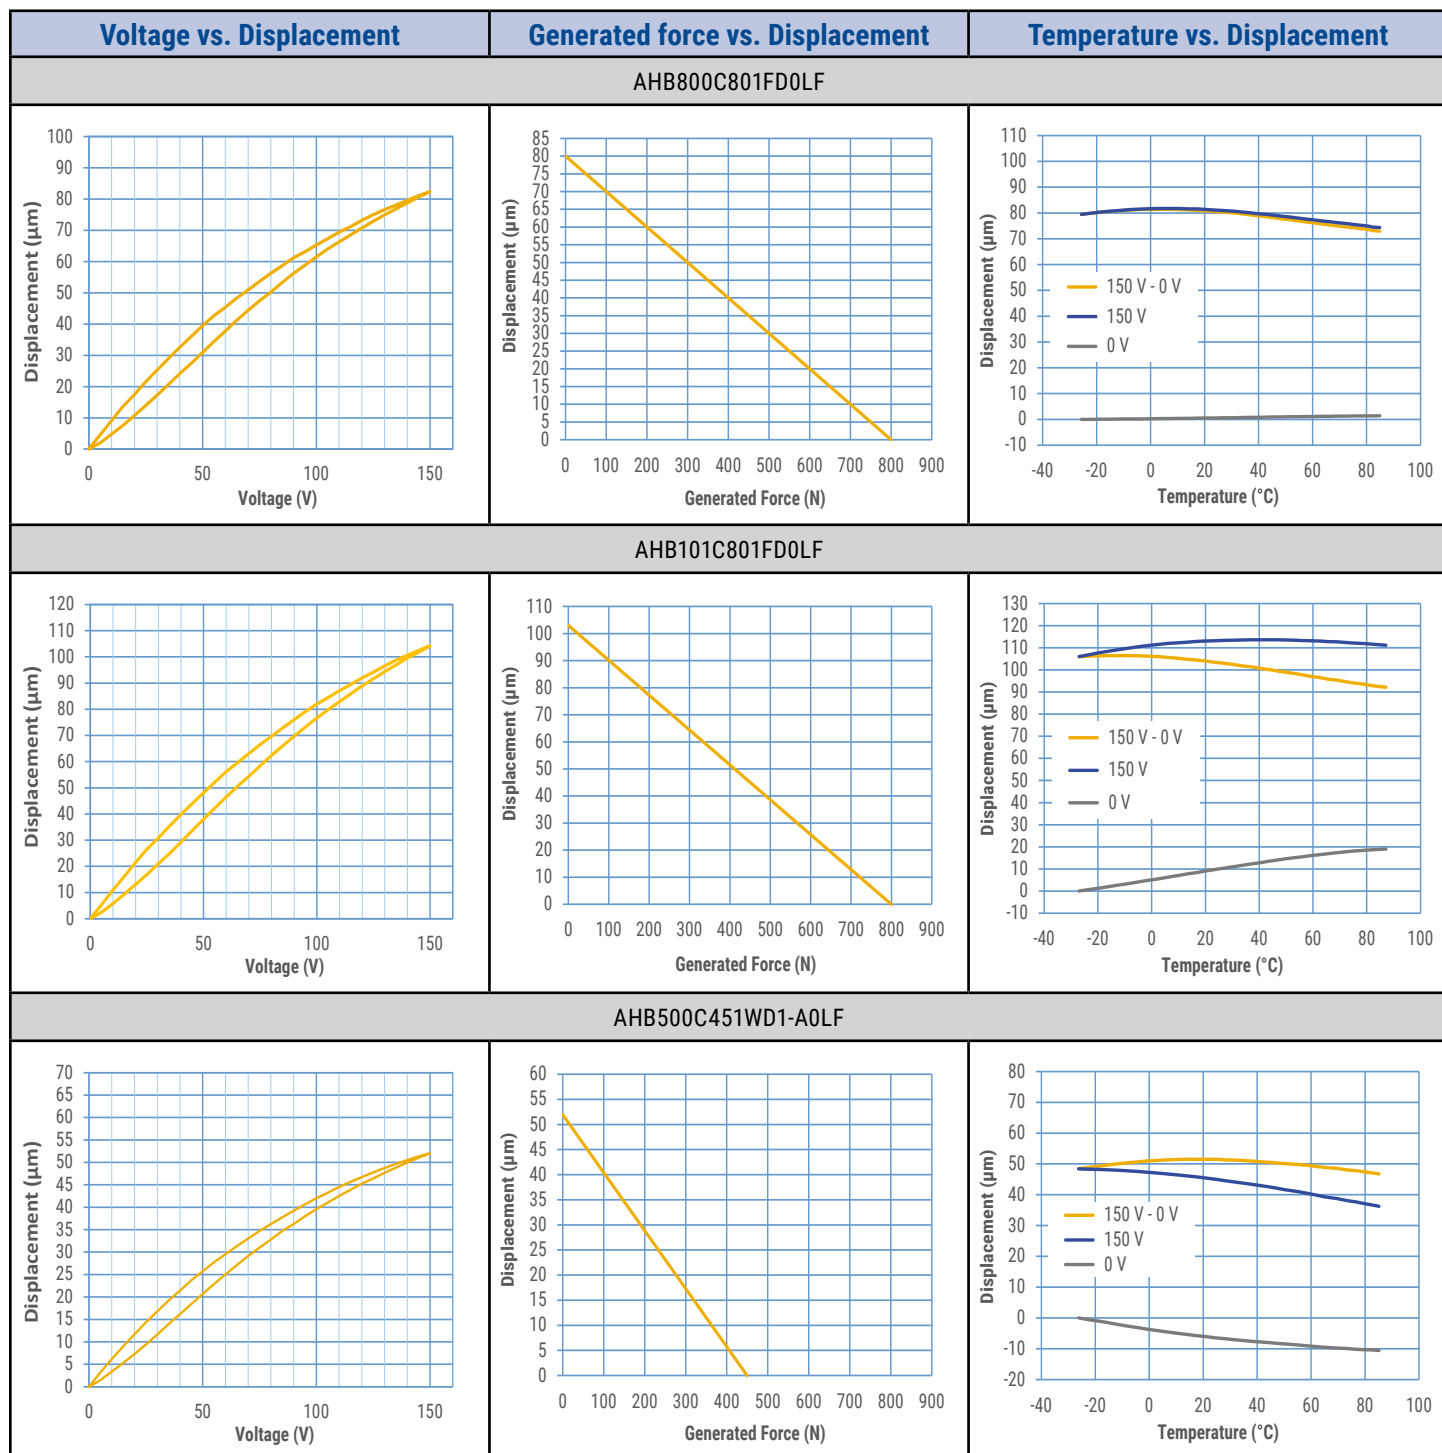 Voltage vs. Displacement
Generated force vs. Displacement
Temperature vs. Displacement
AHB800C801FD0LF
Displacement (µm)
100
90
80
70
60
50
40
30
20
10
0
0 50 100 150
Voltage (V)
Displacement (µm)
85
80
75
70
65
60
55
50
45
40
35
30
25
20
15
10
5
0
0 100 200 300 400 500 600 700 800 900
Generated Force (N)
Displacement (µm)
110
100
90
80
70
60
50
40
30
20
10
0
-10
150 V - 0 V
150 V
0 V
-40 -20 0 20 40 60 80 100
Temperature (°C)
AHB101C801FD0LF
Displacement (µm)
120
110
100
90
80
70
60
50
40
30
20
10
0
0 50 100 150
Voltage (V)
Displacement (µm)
110
100
90
80
70
60
50
40
30
20
10
0
0 100 200 300 400 500 600 700 800 900
Generated Force (N)
Displacement (µm)
130
120
110
100
90
80
70
60
50
40
30
20
10
0
-10
150 V - 0 V
150 V
0 V
-40 -20 0 20 40 60 80 100
Temperature (°C)
AHB500C451WD1-A0LF
Displacement (µm)
70
65
60
55
50
45
40
35
30
25
20
15
10
5
0
0 50 100 150
Voltage (V)
Displacement (µm)
60
55
50
45
40
35
30
25
20
15
10
5
0
0 100 200 300 400 500 600 700 800 900
Generated Force (N)
Displacement (µm)
80
70
60
50
40
30
20
10
0
-10
-20
150 V - 0 V
150 V
0 V
-40 -20 0 20 40 60 80 100
Temperature (°C)